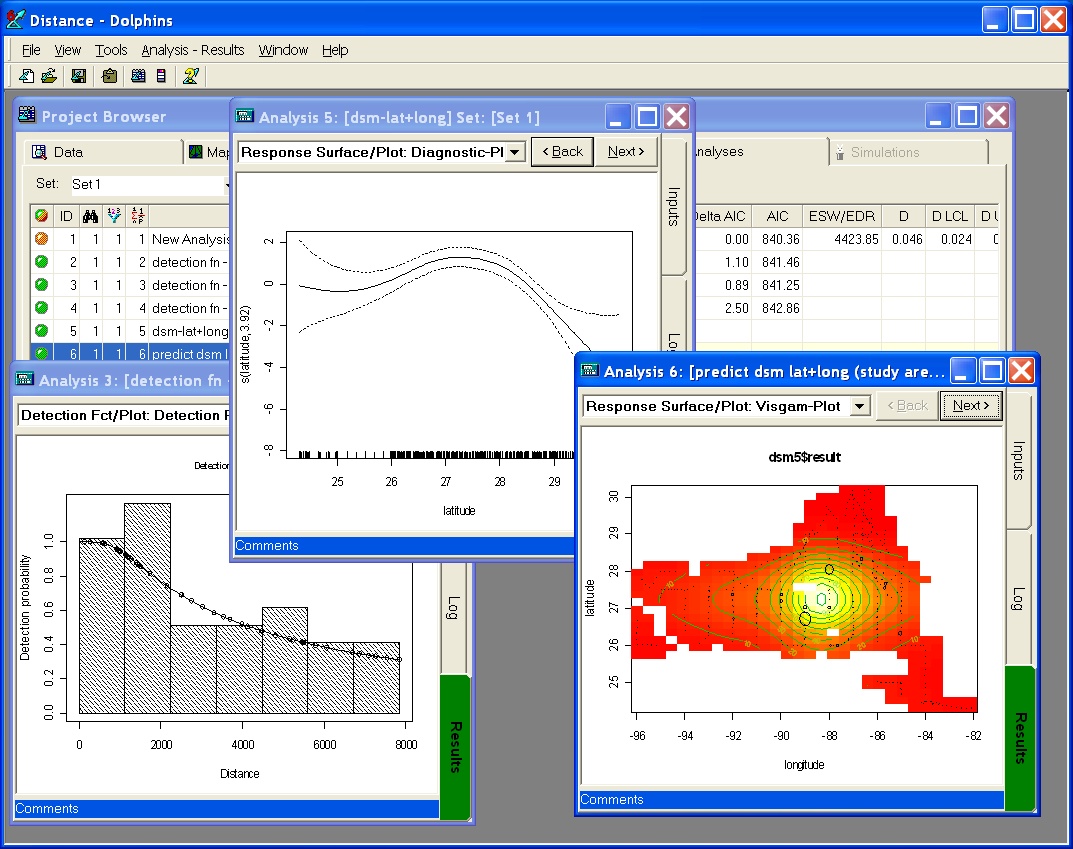 Distance - Dolphins
File View Tools Analysis - Results Window Help
Project Browser
Data
Map
Analyses
Simulations
Set: Set 1
ID
Delta AIC AIC ESW/EDR D D LCL D U
1 1 1 1 New Analysis 0.00 840.36 4423.85 0.046 0.024 0
2 1 1 2 detection fn - 1.10 841.46
3 1 1 3 detection fn - 0.89 841.25
4 1 1 4 detection fn - 2.50 842.86
5 1 1 5 dsm-lat+long
6 1 1 6 predict dsm l
Analysis 5: [dsm-lat+long] Set: [Set 1]
Response Surface/Plot: Diagnostic-Pl
< Back
Next >
Inputs
Lo
s(latitude,3.92)
2
0
-2
-4
-6
-8
25 26 27 28 29
latitude
Comments
Analysis 3: [detection fn -
Detection Fct/Plot: Detection
Detection
Detection probability
1.0
0.8
0.6
0.4
0.2
0.0
0 2000 4000 6000 8000
Distance
Log
Results
Comments
Analysis 6: [predict dsm lat+long (study are...
Response Surface/Plot: Visgam-Plot
< Back
Next >
Inputs
Log
Results
dsm.5$result
latitude
30
29
28
27
26
25
-96 -94 -92 -90 -88 -86 -84 -82
longitude
Comments